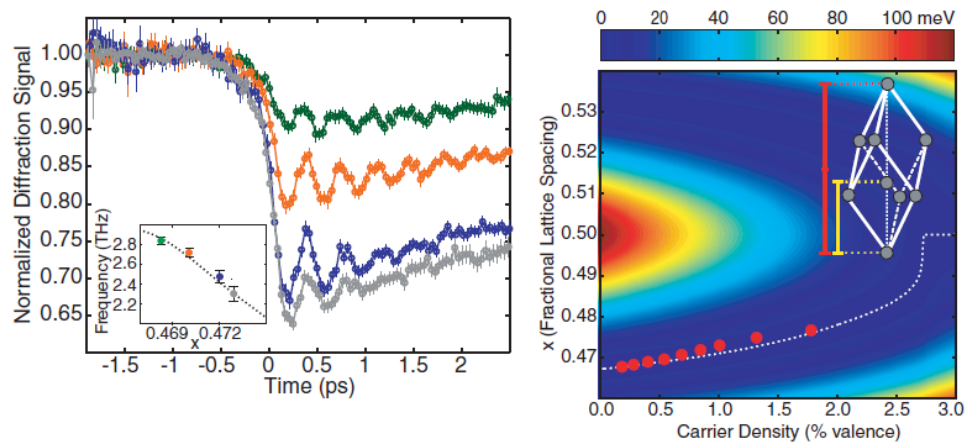 Normalized Diffraction Signal
1.00
0.95
0.90
0.85
0.80
0.75
0.70
0.65
-1.5 -1 -0.5 0 0.5 1 1.5 2
Time (ps)
Frequency (THz)
2.8
2.6
2.4
2.2
0.469 0.472
x
0 20 40 60 80 100 meV
x (Fractional Lattice Spacing)
0.53
0.52
0.51
0.50
0.49
0.48
0.47
0.0 0.5 1.0 1.5 2.0 2.5 3.0
Carrier Density (% valence)